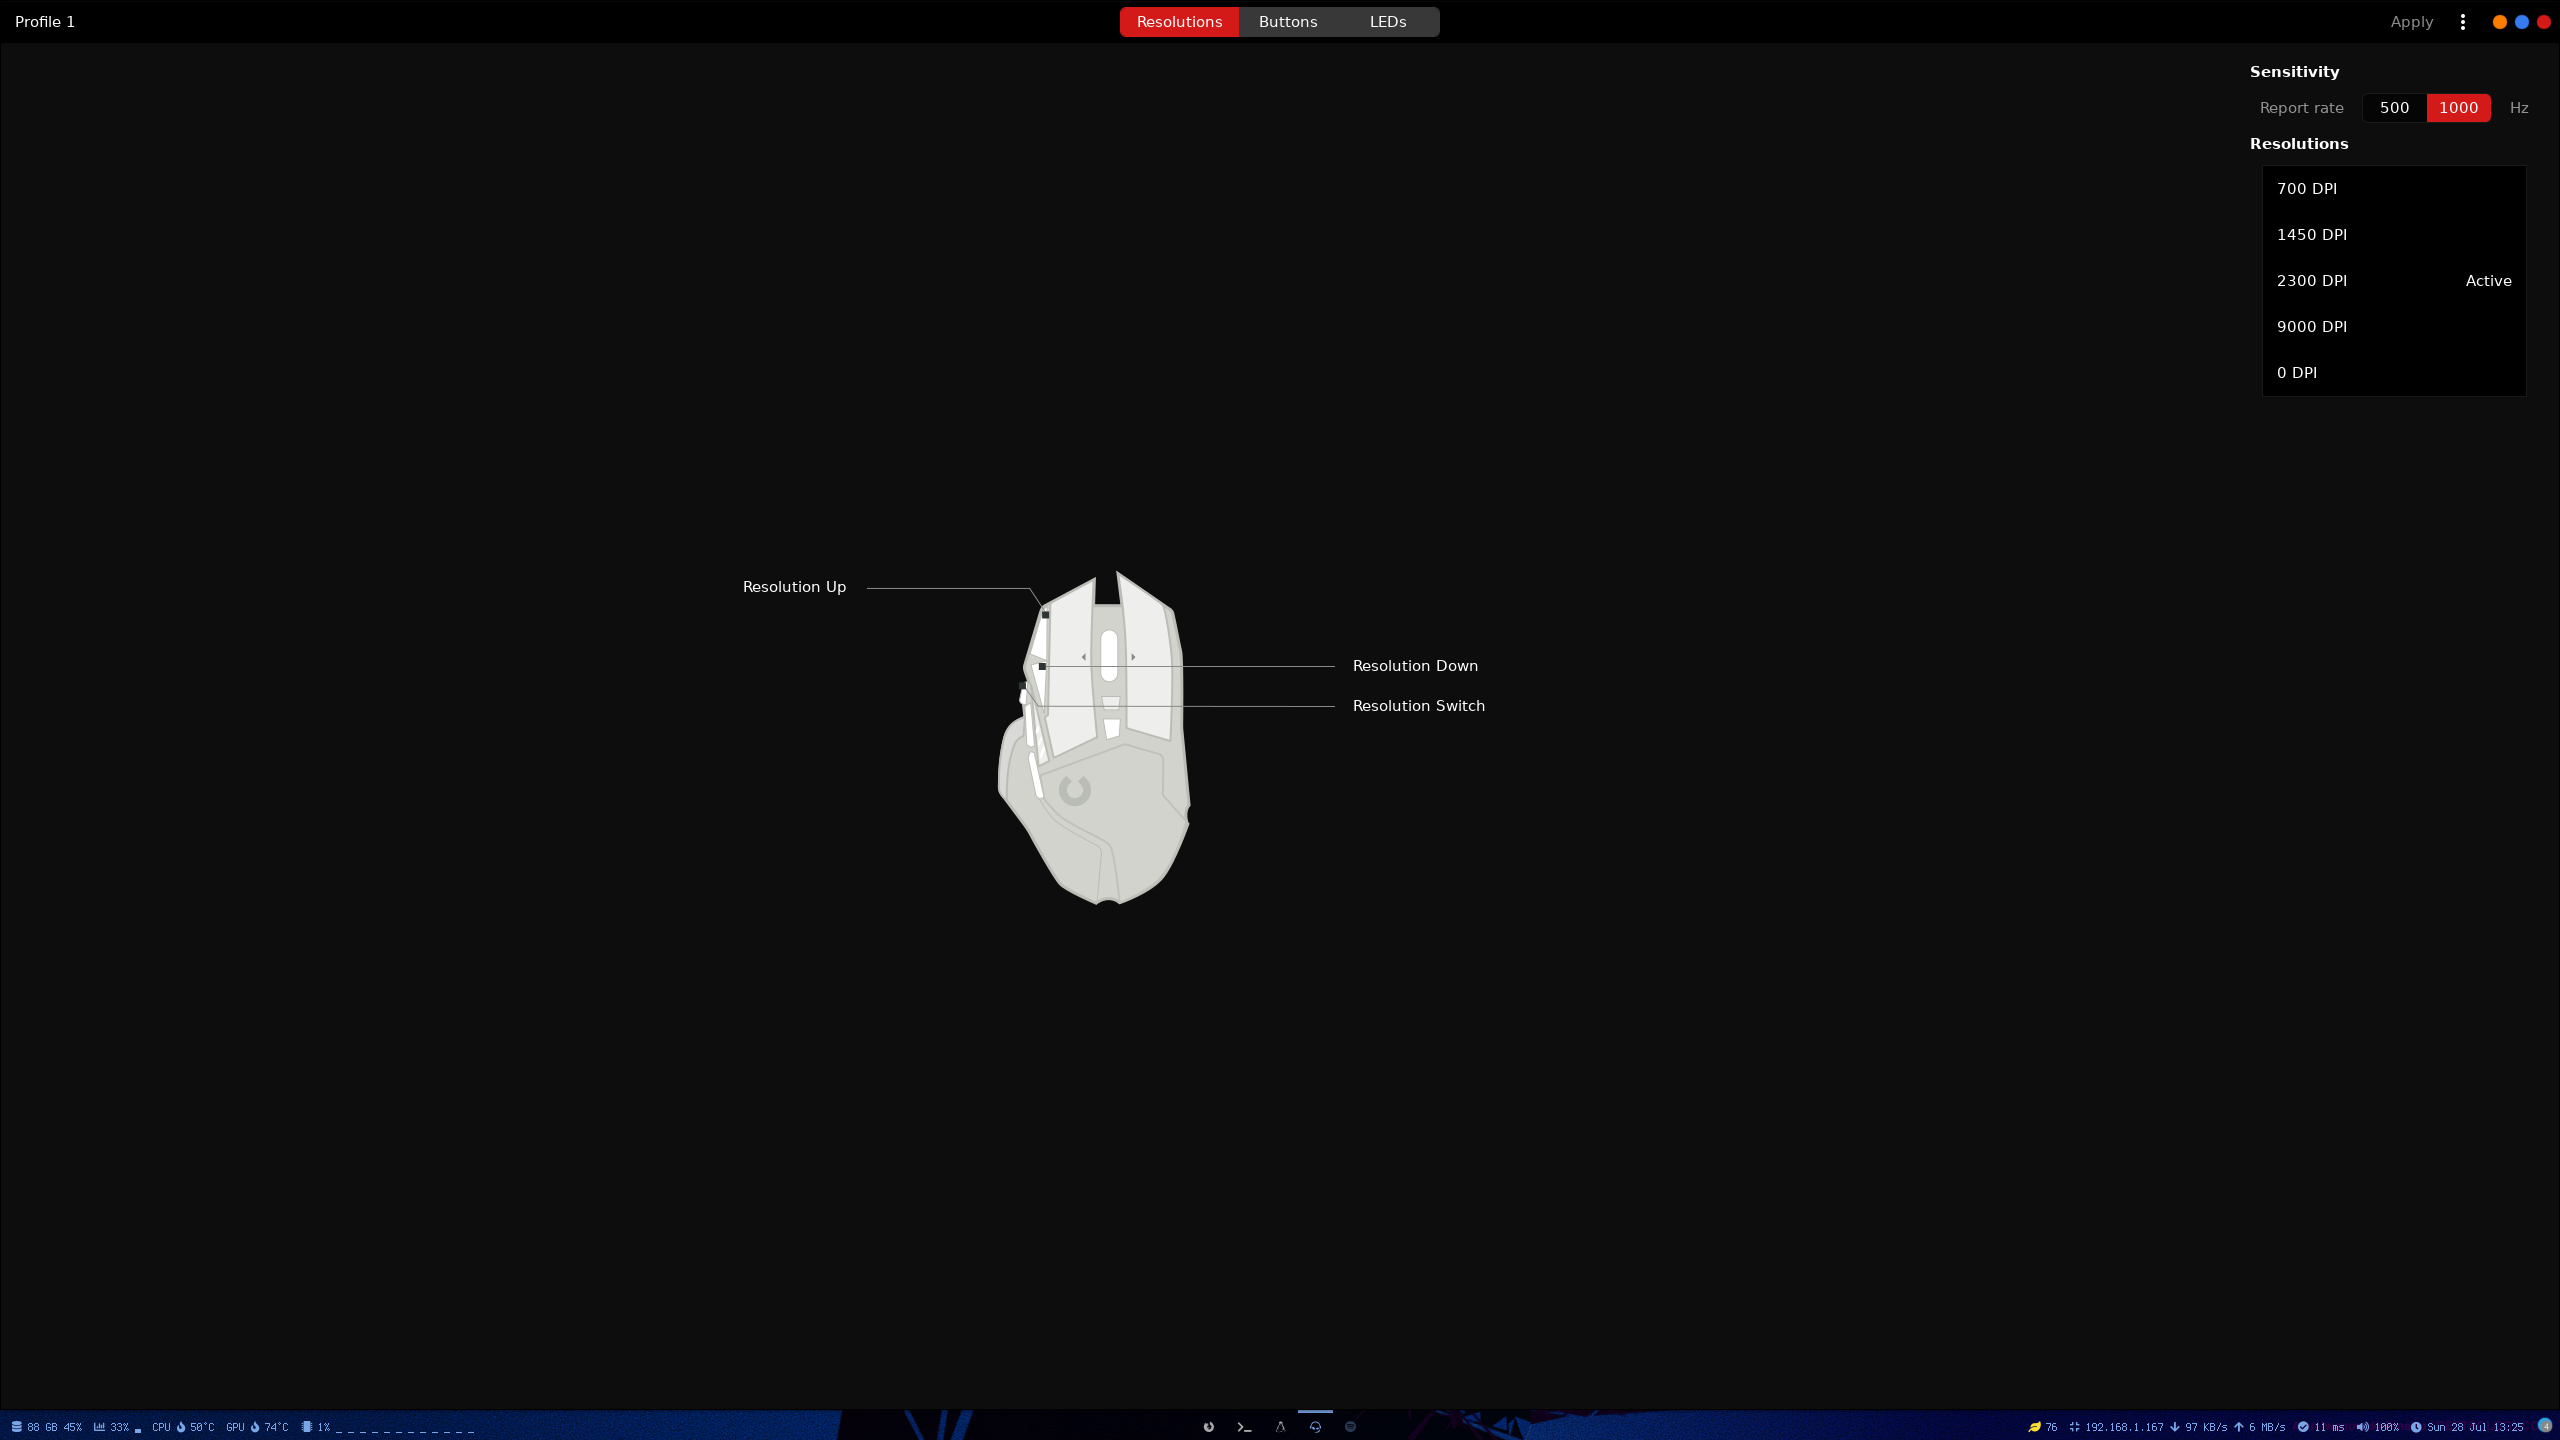 Profile 1
Resolutions Buttons LEDs
Apply
Sensitivity
Report rate 500 1000 Hz
Resolutions
700 DPI
1450 DPI
2300 DPI Active
9000 DPI
0 DPI
Resolution Up
Resolution Down
Resolution Switch
88 GB 45% 33% CPU 50°C GPU 74°C 1% 76 192.168.1.167 97 KB/s 6 MB/s 11 ms 100% Sun 28 Jul 13:25 4